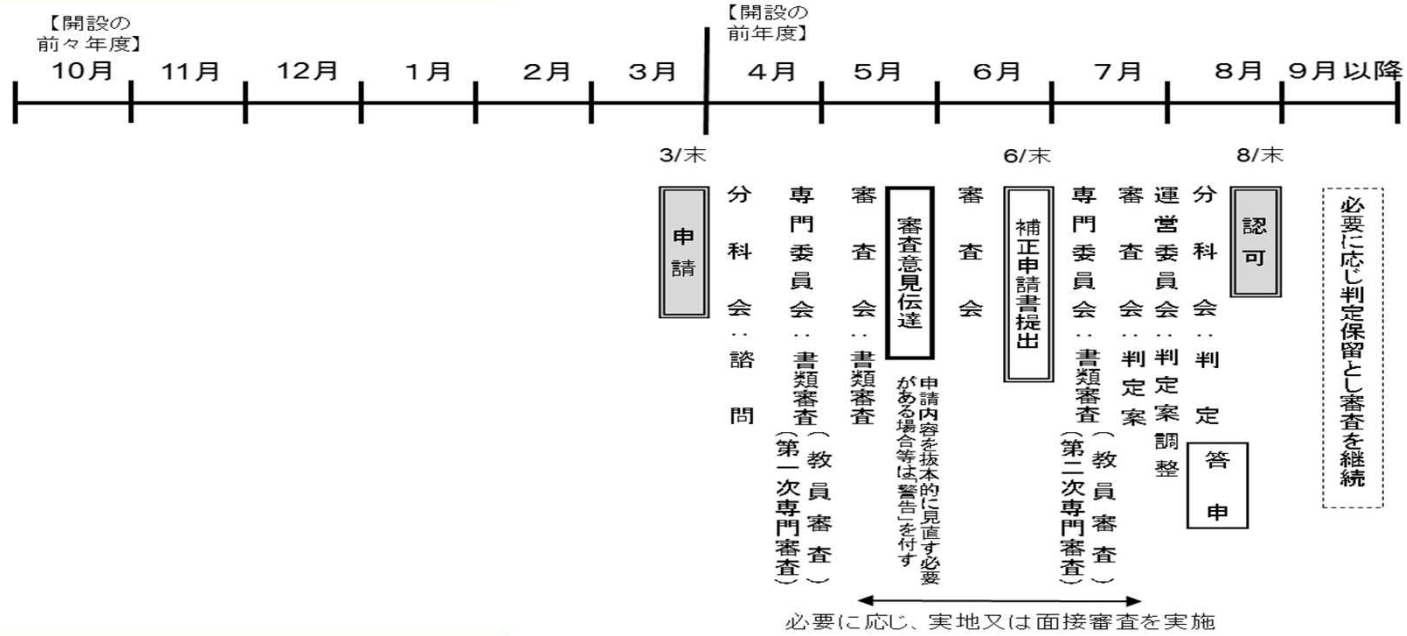 【開設の
前々年度】
【開設の
前年度】
10月 11月 12月 1月 2月 3月 4月 5月 6月 7月 8月 9月以降
3/末
6/末
8/末
申請
分科会：諮問
専門委員会：書類審査
（教員審査）
（第一次専門審査）
審査会：書類審査
審査意見伝達
申請内容を抜本的に見直す必要
がある場合等は「警告」を付す
審査会
補正申請書提出
専門委員会：書類審査
（教員審査）
（第二次専門審査）
審査会：判定案
運営委員会：判定案調整
分科会：判定
答申
認可
必要に応じ判定保留とし審査を継続
必要に応じ、実地又は面接審査を実施